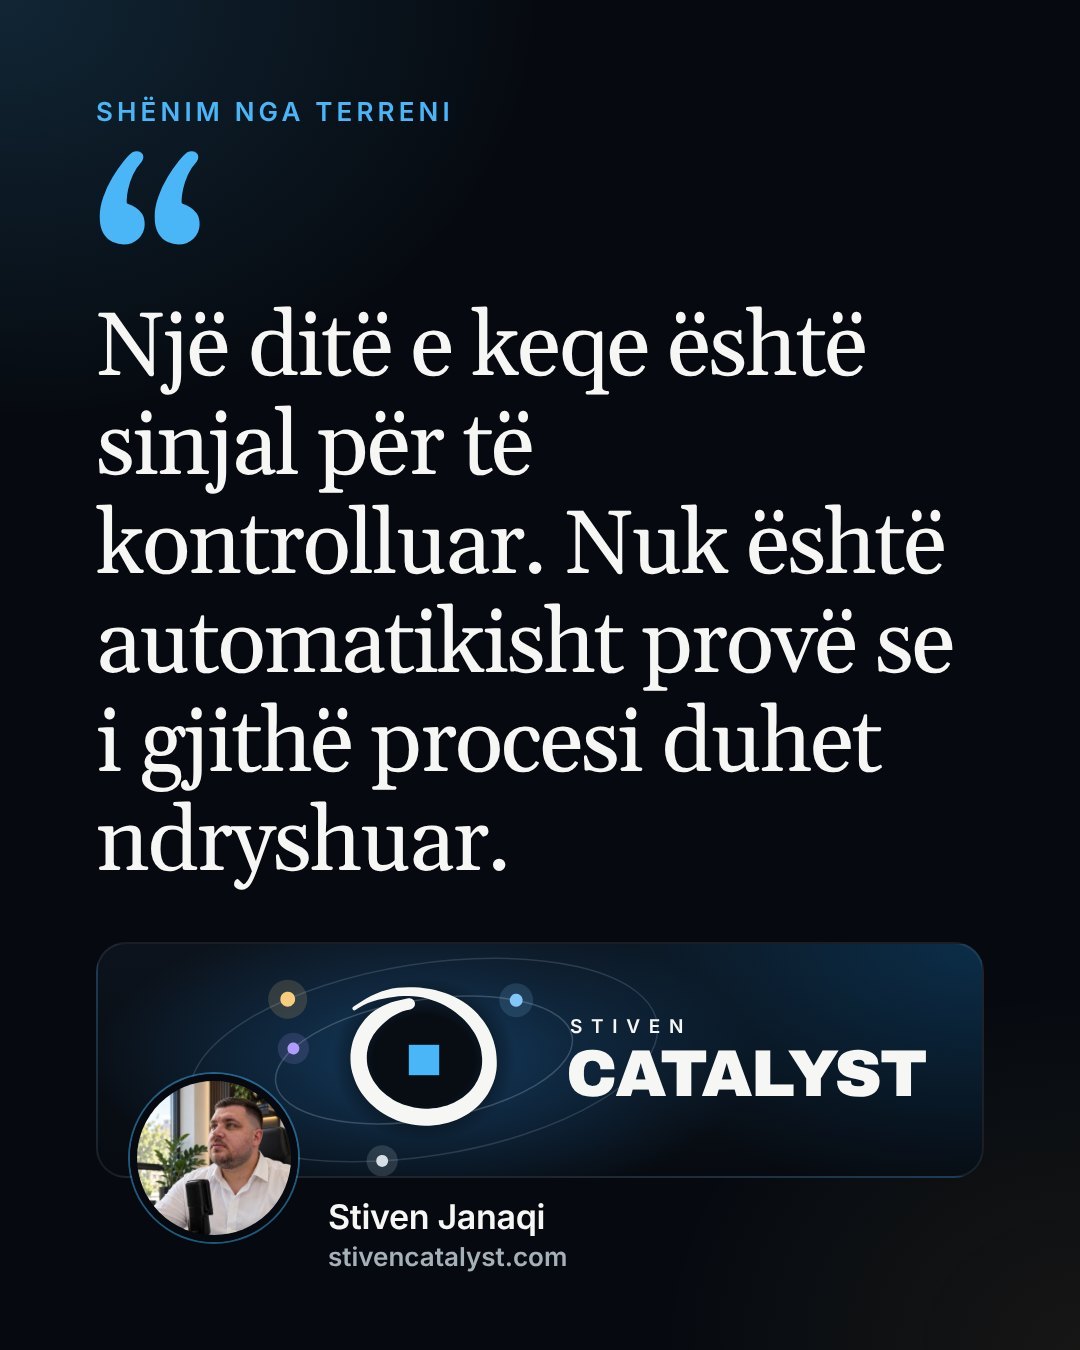 SHËNIM NGA TERRENI
“
Një ditë e keqe është
sinjal për të
kontrolluar. Nuk është
automatikisht provë se
i gjithë procesi duhet
ndryshuar.
STIVEN
CATALYST
Stiven Janaqi
stivencatalyst.com